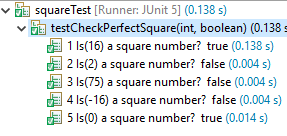 squareTest [Runner: JUnit 5] (0.138 s)
testCheckPerfectSquare(int, boolean) (0.138 s)
1 Is(16) a square number? true (0.138 s)
2 Is(2) a square number? false (0.004 s)
3 Is(75) a square number? false (0.004 s)
4 Is(-16) a square number? false (0.005 s)
5 Is(0) a square number? true (0.014 s)